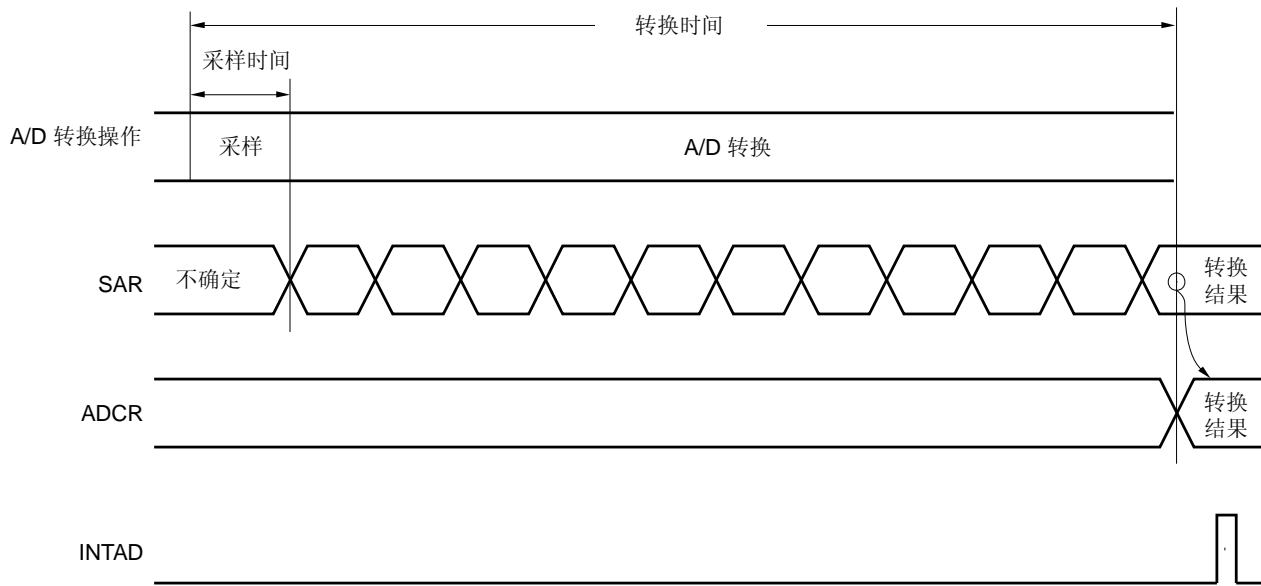 转换时间
采样时间
A/D 转换操作
采样
A/D 转换
SAR
不确定
转换
结果
ADCR
转换
结果
INTAD